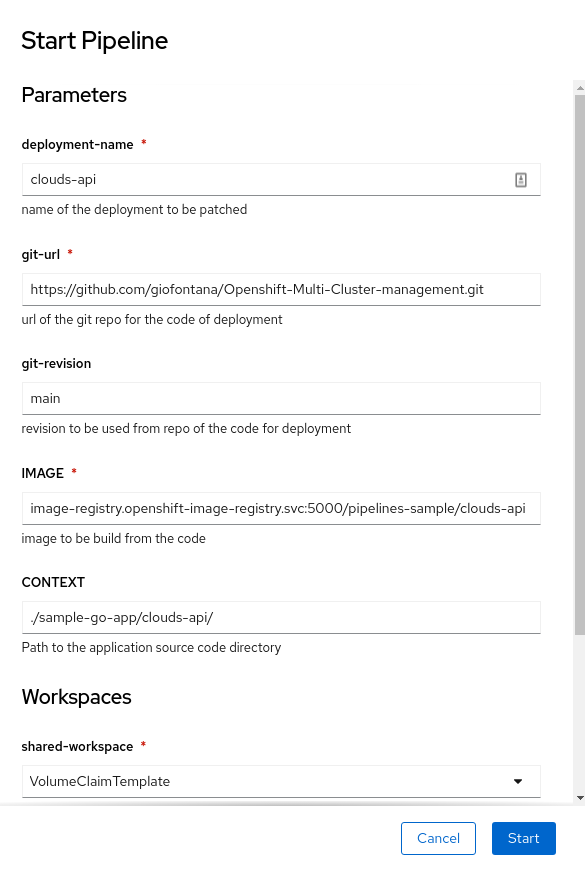 Start Pipeline
Parameters
deployment-name *
clouds-api
name of the deployment to be patched
git-url *
https://github.com/giofontana/Openshift-Multi-Cluster-management.git
url of the git repo for the code of deployment
git-revision
main
revision to be used from repo of the code for deployment
IMAGE *
image-registry.openshift-image-registry.svc:5000/pipelines-sample/clouds-api
image to be build from the code
CONTEXT
./sample-go-app/clouds-api/
Path to the application source code directory
Workspaces
shared-workspace *
VolumeClaimTemplate
Cancel Start